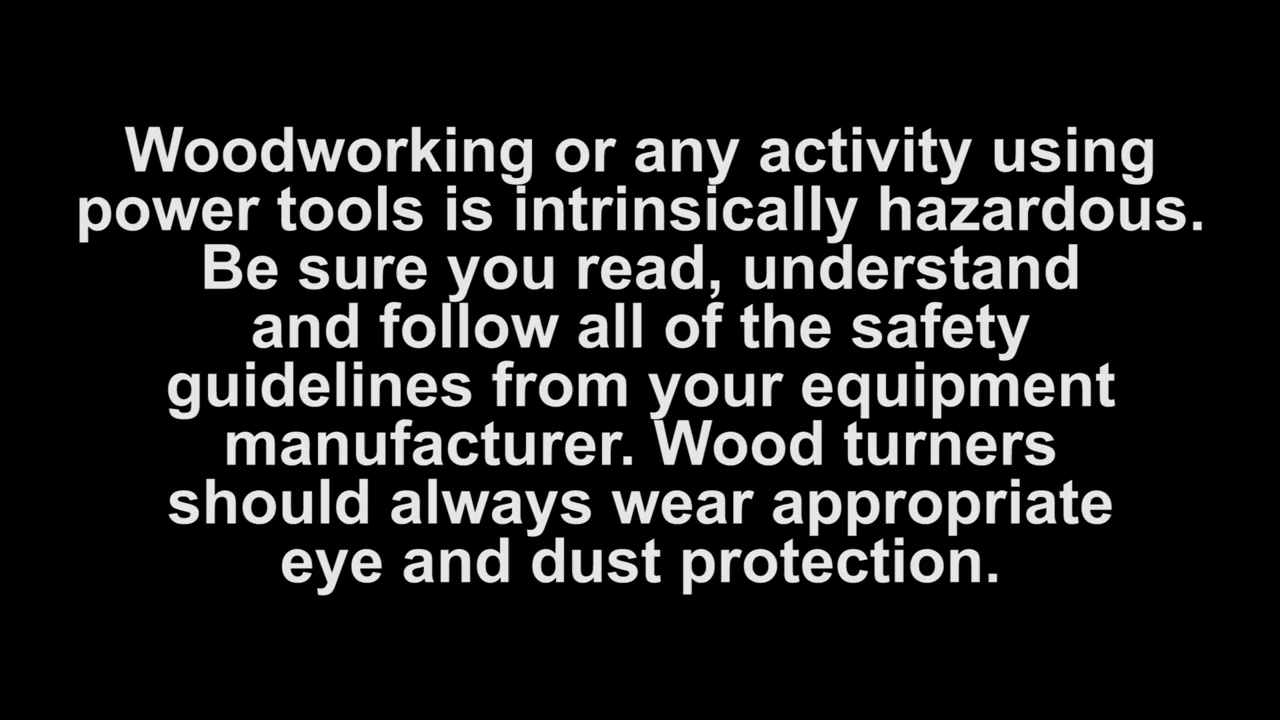 Woodworking or any activity using
power tools is intrinsically hazardous.
Be sure you read, understand
and follow all of the safety
guidelines from your equipment
manufacturer. Wood turners
should always wear appropriate
eye and dust protection.